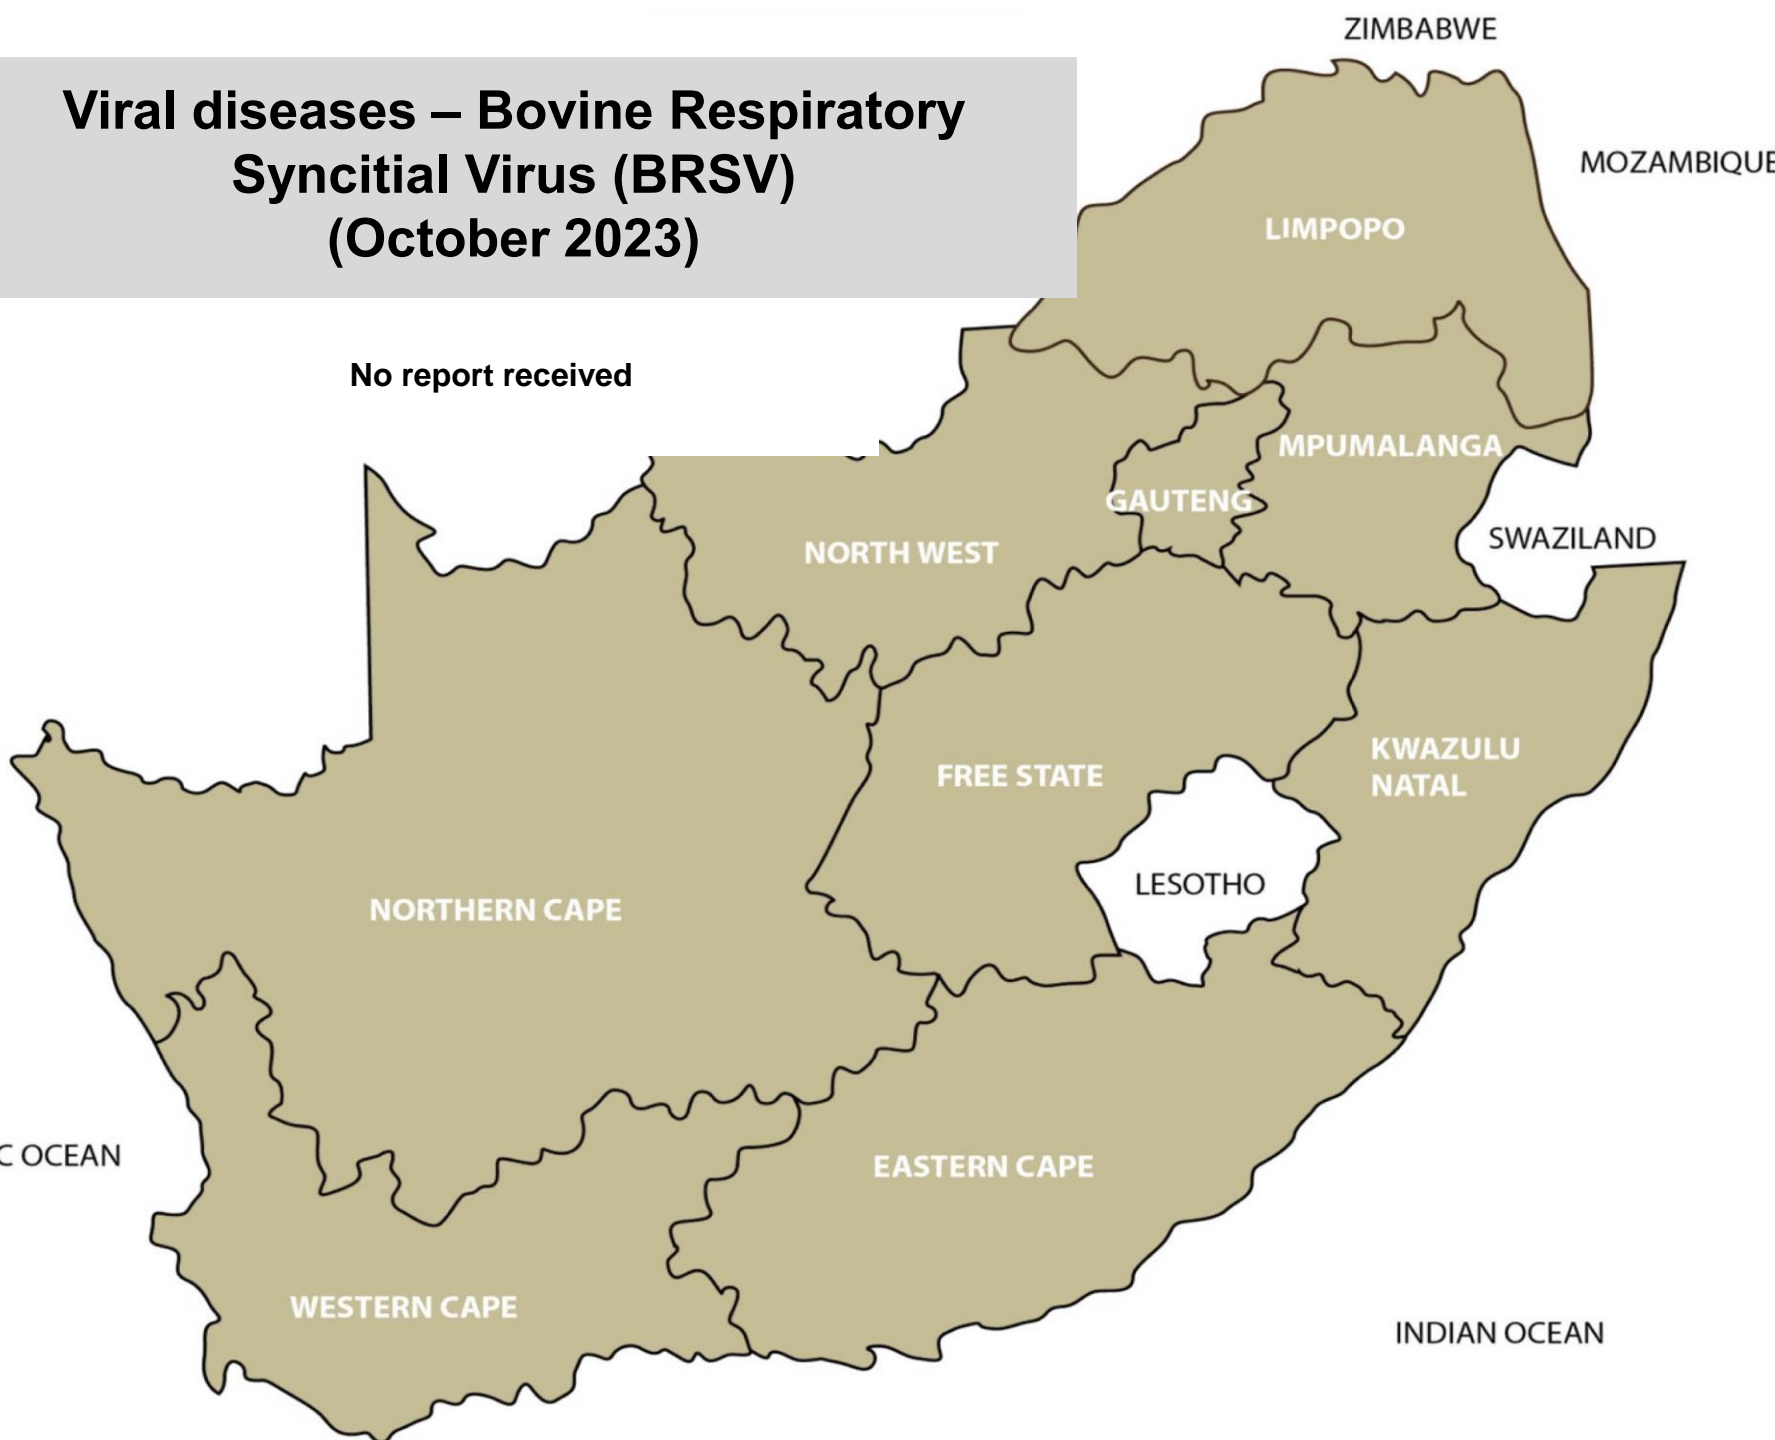 ZIMBABWE
Viral diseases – Bovine Respiratory
Syncitial Virus (BRSV)
(October 2023)
MOZAMBIQUE
LIMPOPO
No report received
MPUMALANGA
GAUTENG
SWAZILAND
NORTH WEST
KWAZULU
NATAL
FREE STATE
LESOTHO
NORTHERN CAPE
C OCEAN
EASTERN CAPE
WESTERN CAPE
INDIAN OCEAN